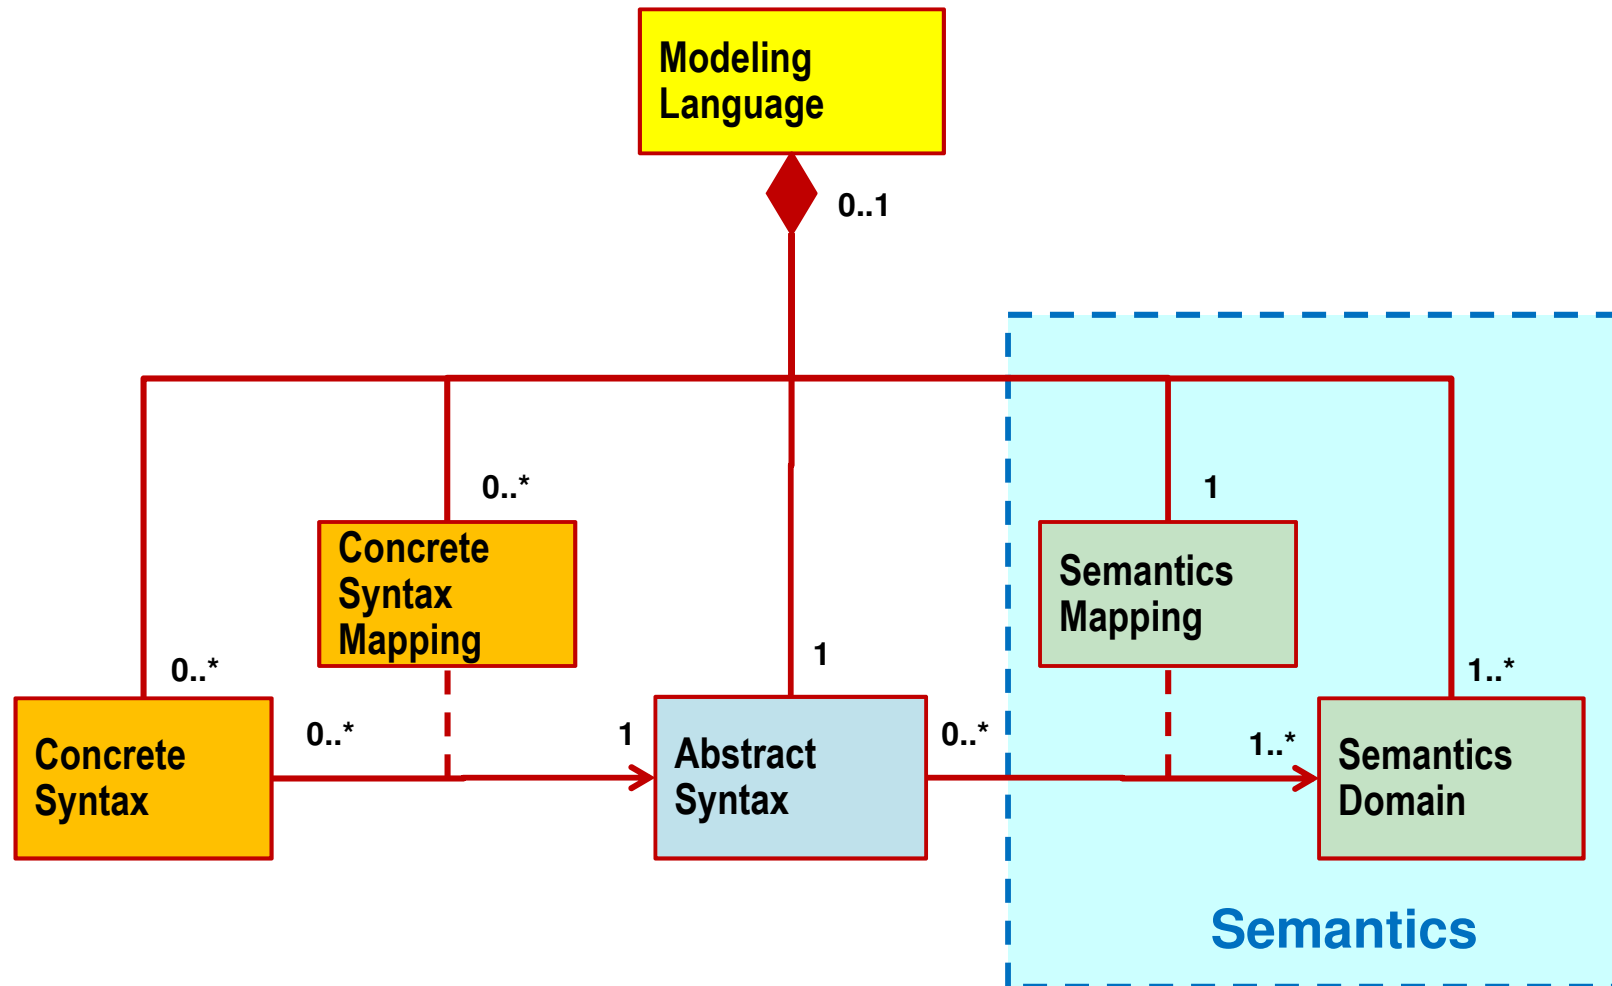 Modeling
Language
0..1
0..*
1
Concrete
Syntax
Mapping
Semantics
Mapping
0..*
1
1..*
0..*
1
0..*
1..*
Concrete
Syntax
Abstract
Syntax
Semantics
Domain
Semantics